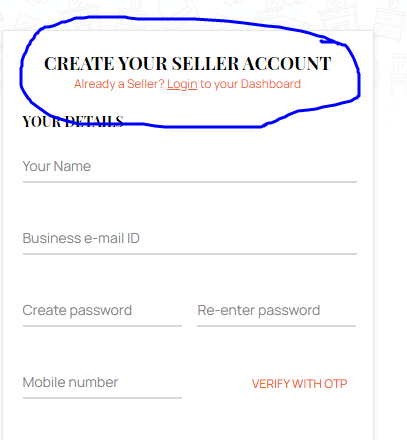 CREATE YOUR SELLER ACCOUNT
Already a Seller? Login to your Dashboard
YOUR DETAILS
Your Name
Business e-mail ID
Create password Re-enter password
Mobile number VERIFY WITH OTP